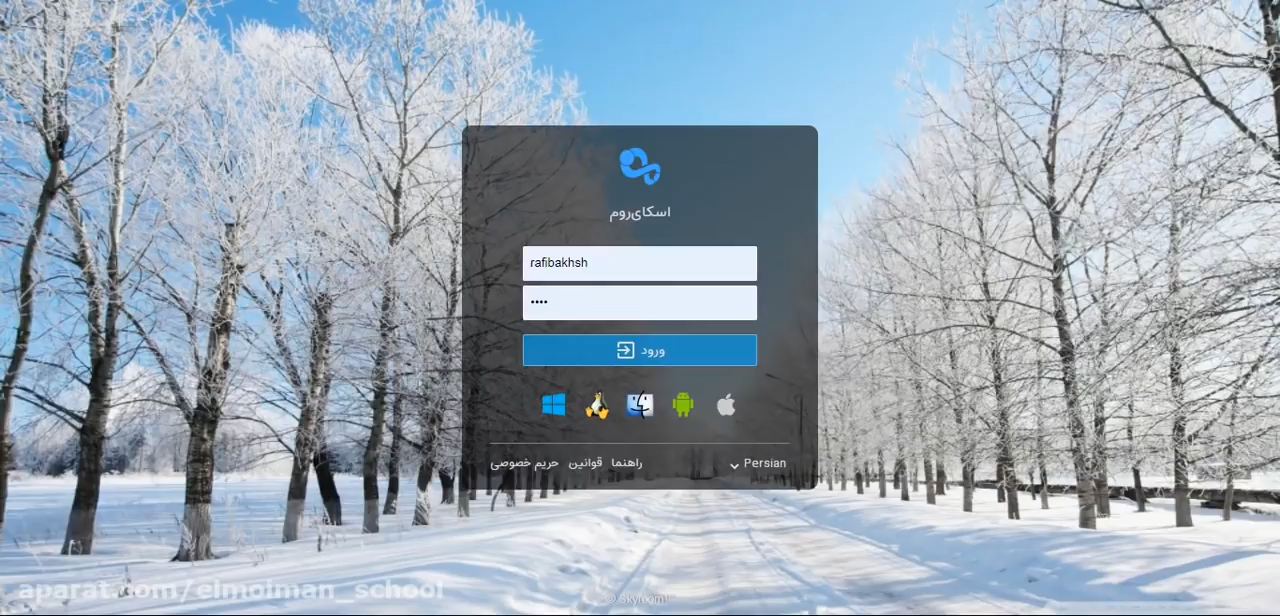 اسکای‌روم
rafibakhsh
••••
ورود
راهنما قوانین حریم خصوصی
Persian
aparat.com/elmoiman_school
© Skyroom